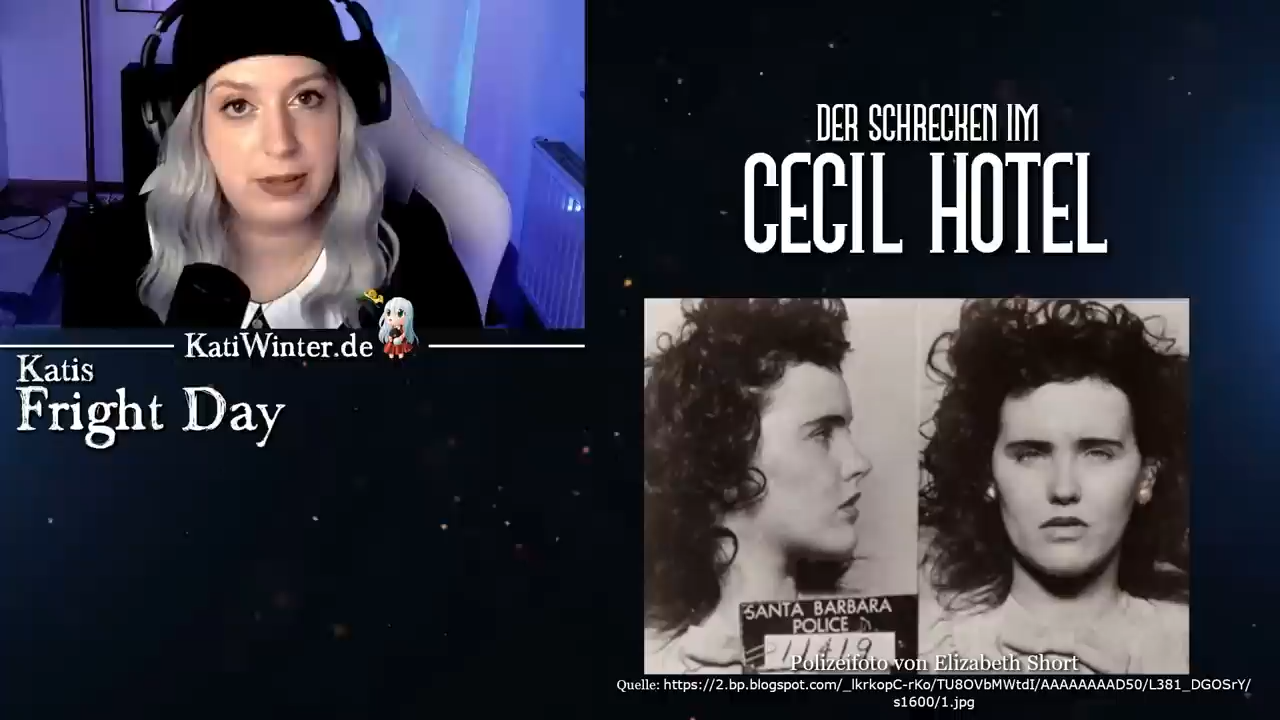 DER SCHRECKEN IM
CECIL HOTEL
KatiWinter.de
Katis
Fright Day
SANTA BARBARA
POLICE
11419
Polizeifoto von Elizabeth Short
Quelle: https://2.bp.blogspot.com/_lkrkopC-rKo/TU8OVbMWtdI/AAAAAAAAD50/L381_DGOSrY/
s1600/1.jpg